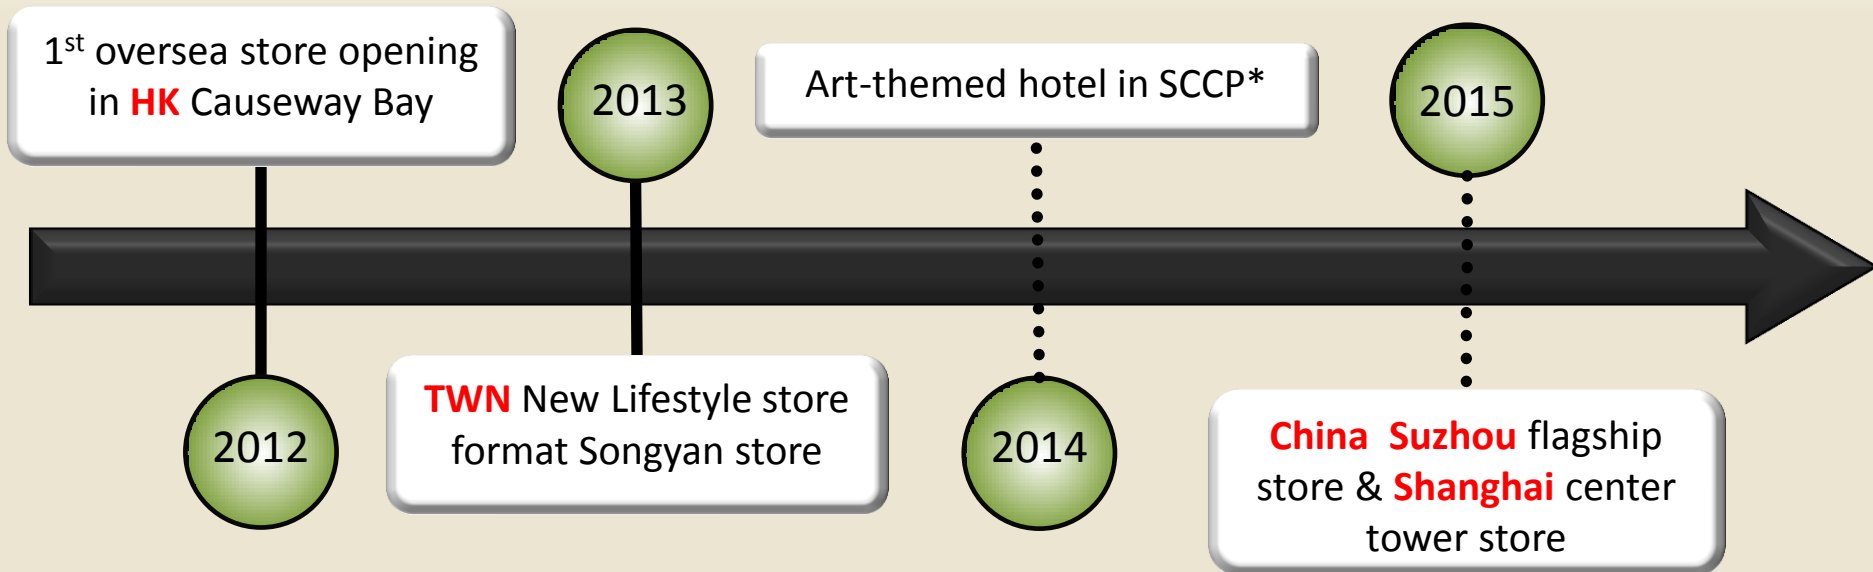 1st oversea store opening
in HK Causeway Bay
2012
2013
TWN New Lifestyle store
format Songyan store
Art-themed hotel in SCCP*
2014
2015
China Suzhou flagship
store & Shanghai center
tower store